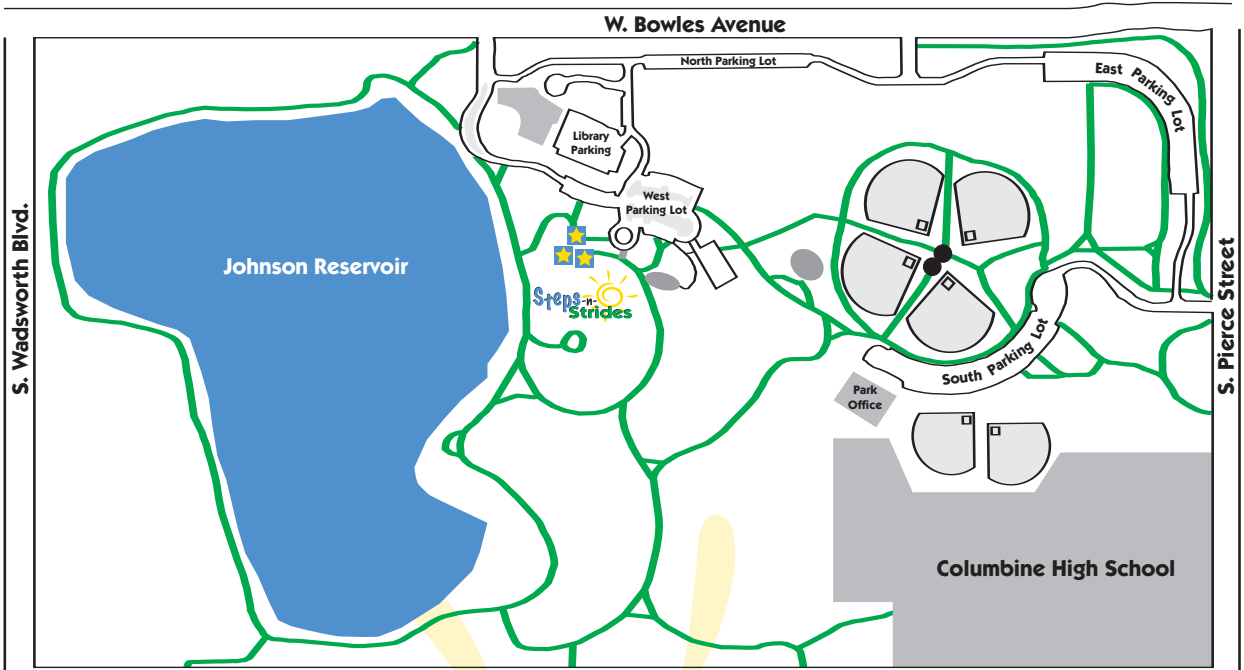 W. Bowles Avenue
North Parking Lot
East Parking Lot
Library
Parking
West
Parking Lot
S. Wadsworth Blvd.
Johnson Reservoir
Steps-n-
Strides
South Parking Lot
S. Pierce Street
Park
Office
Columbine High School